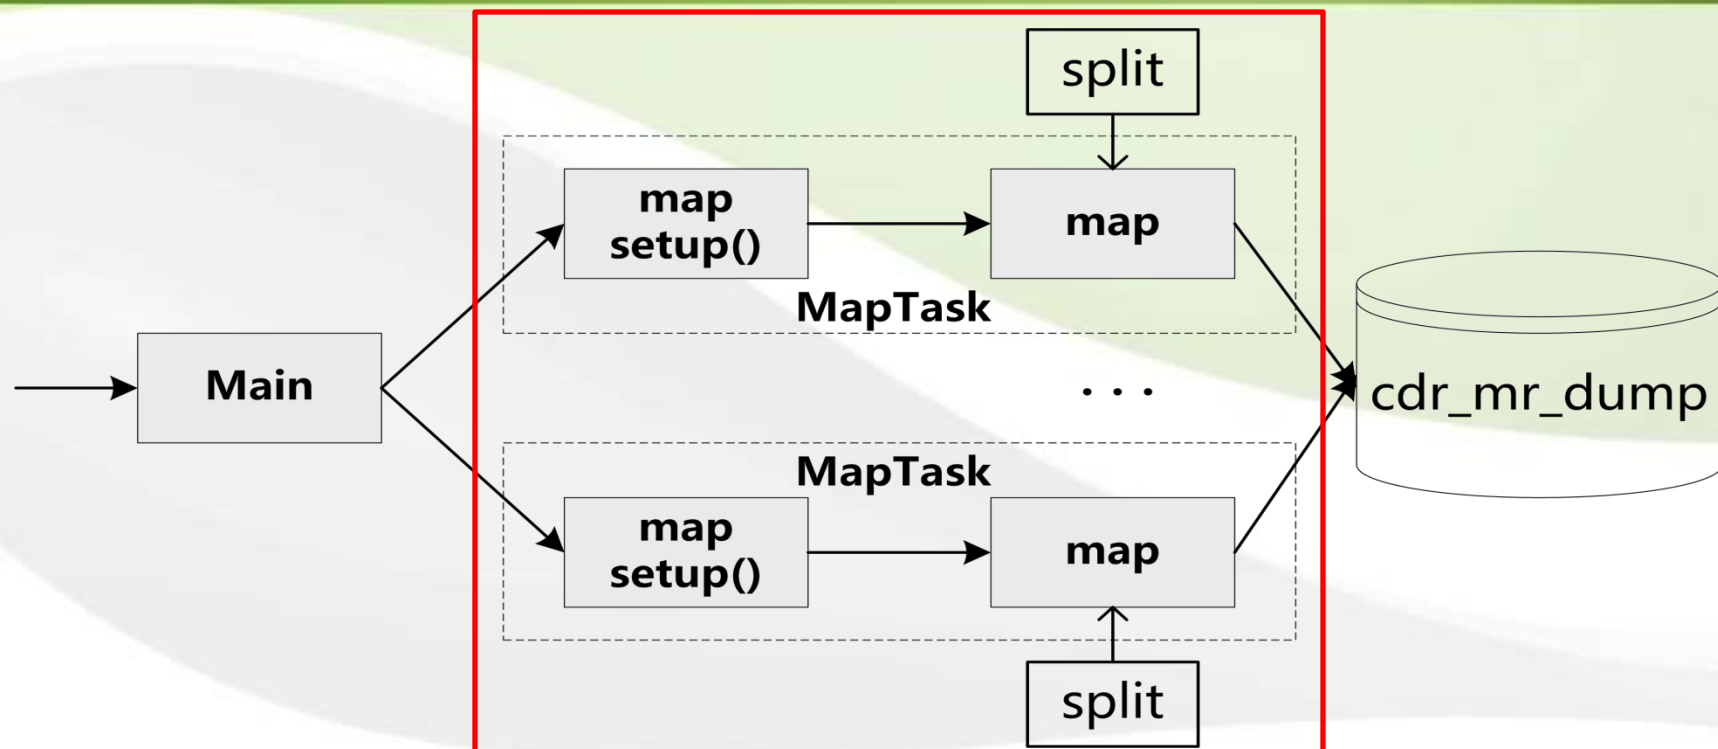 split
map
setup()
map
MapTask
Main
. . .
cdr_mr_dump
MapTask
map
setup()
map
split